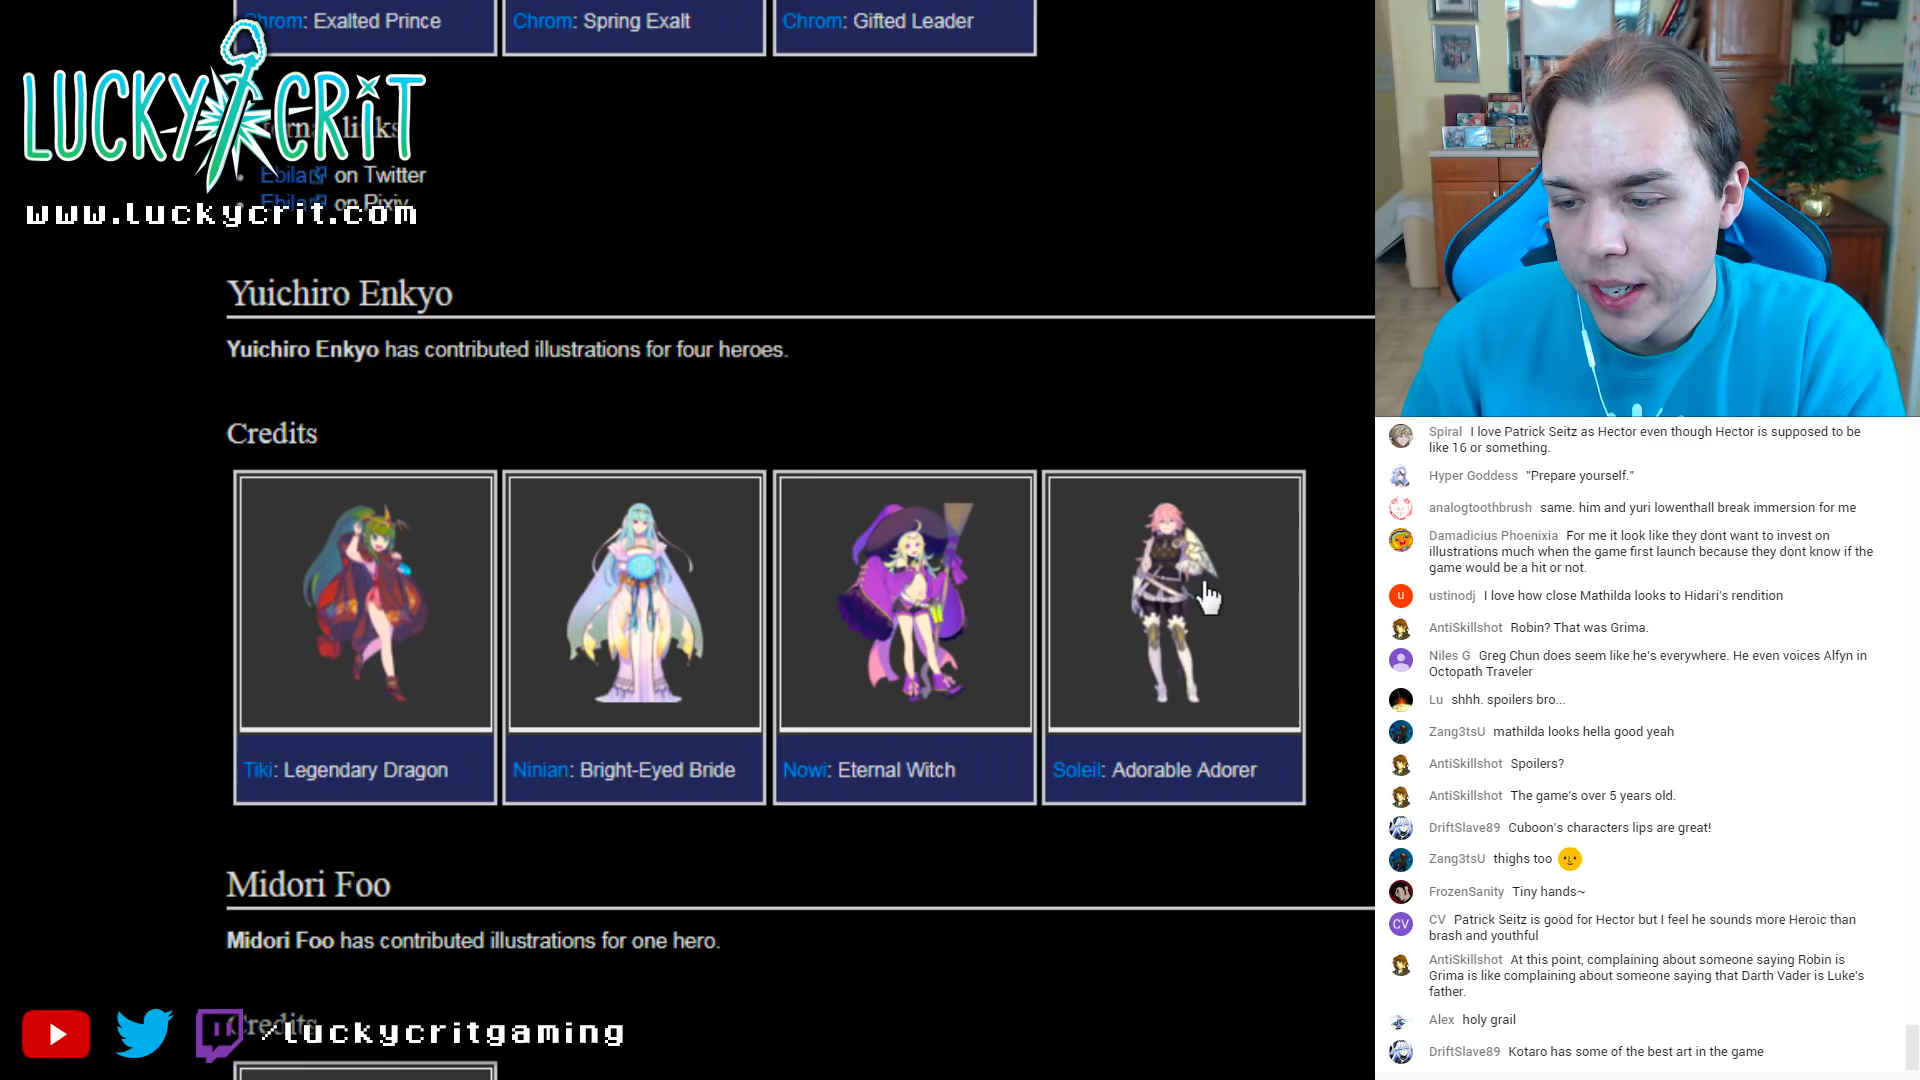 Chrom: Exalted Prince
Chrom: Spring Exalt
Chrom: Gifted Leader
LUCKY CRiT
links
Ebila on Twitter
Ebila on Pixiv
www.luckycrit.com
Yuichiro Enkyo
Yuichiro Enkyo has contributed illustrations for four heroes.
Credits
Tiki: Legendary Dragon
Ninian: Bright-Eyed Bride
Nowi: Eternal Witch
Soleil: Adorable Adorer
Midori Foo
Midori Foo has contributed illustrations for one hero.
Credits
/luckycritgaming
Spiral I love Patrick Seitz as Hector even though Hector is supposed to be
like 16 or something.
Hyper Goddess "Prepare yourself."
analogtoothbrush same. him and yuri lowenthall break immersion for me
Damadicius Phoenixia For me it look like they dont want to invest on
illustrations much when the game first launch because they dont know if the
game would be a hit or not.
u
ustinodj I love how close Mathilda looks to Hidari's rendition
AntiSkillshot Robin? That was Grima.
Niles G Greg Chun does seem like he's everywhere. He even voices Alfyn in
Octopath Traveler
Lu shhh. spoilers bro...
Zang3tsU mathilda looks hella good yeah
AntiSkillshot Spoilers?
AntiSkillshot The game's over 5 years old.
DriftSlave89 Cuboon's characters lips are great!
Zang3tsU thighs too
FrozenSanity Tiny hands~
CV
CV Patrick Seitz is good for Hector but I feel he sounds more Heroic than
brash and youthful
AntiSkillshot At this point, complaining about someone saying Robin is
Grima is like complaining about someone saying that Darth Vader is Luke's
father.
Alex holy grail
DriftSlave89 Kotaro has some of the best art in the game